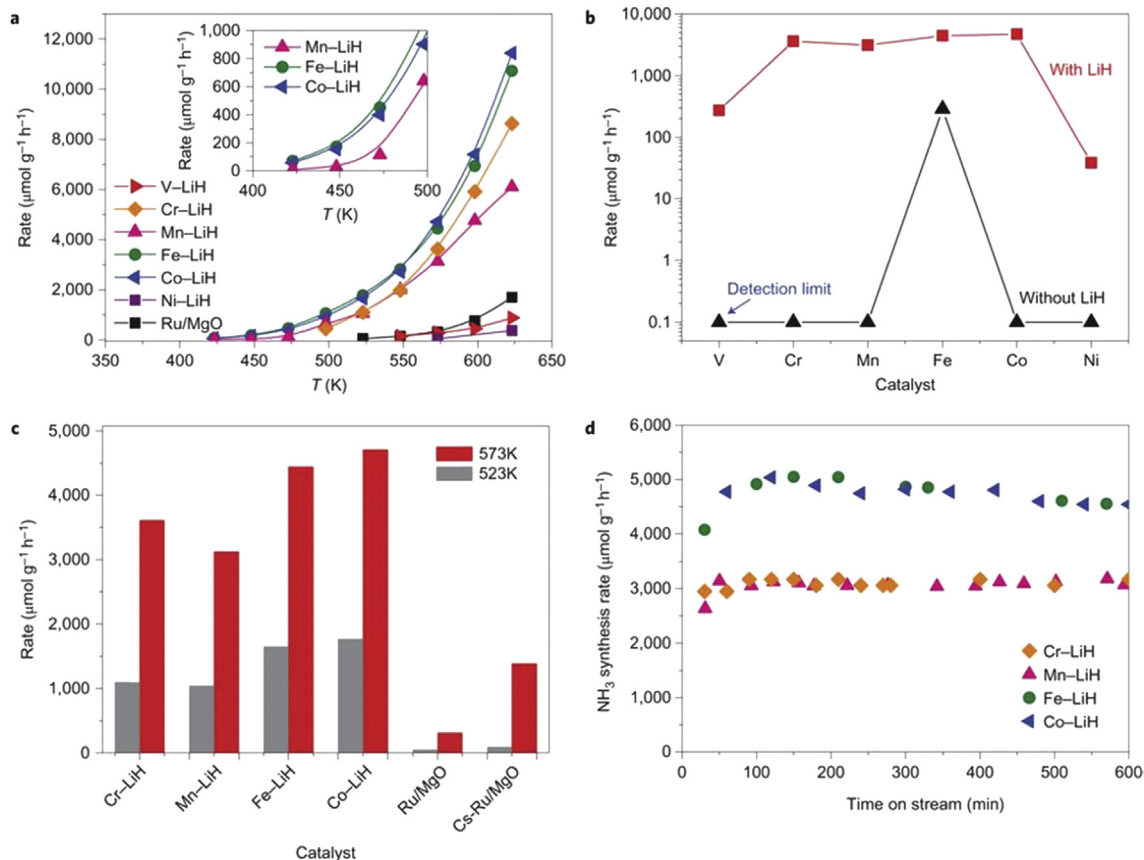 a
12,000
10,000
8,000
6,000
4,000
2,000
0
Rate (μmol g⁻¹ h⁻¹)
350 400 450 500 550 600 650
T (K)
V–LiH
Cr–LiH
Mn–LiH
Fe–LiH
Co–LiH
Ni–LiH
Ru/MgO
1,000
800
600
400
200
0
Rate (μmol g⁻¹ h⁻¹)
Mn–LiH
Fe–LiH
Co–LiH
400 450 500
T (K)
b
10,000
1,000
100
10
1
0.1
Rate (μmol g⁻¹ h⁻¹)
With LiH
Detection limit
Without LiH
V Cr Mn Fe Co Ni
Catalyst
c
5,000
4,000
3,000
2,000
1,000
0
Rate (μmol g⁻¹ h⁻¹)
573K
523K
Cr–LiH
Mn–LiH
Fe–LiH
Co–LiH
Ru/MgO
Cs-Ru/MgO
Catalyst
d
6,000
5,000
4,000
3,000
2,000
1,000
0
NH₃ synthesis rate (μmol g⁻¹ h⁻¹)
Cr–LiH
Mn–LiH
Fe–LiH
Co–LiH
0 100 200 300 400 500 600
Time on stream (min)